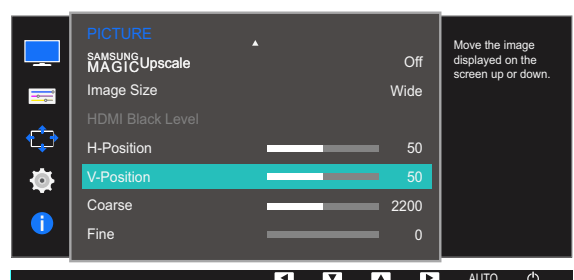 PICTURE
SAMSUNG
MAGICUpscale Off
Image Size Wide
HDMI Black Level
H-Position 50
V-Position 50
Coarse 2200
Fine 0
Move the image
displayed on the
screen up or down.
AUTO